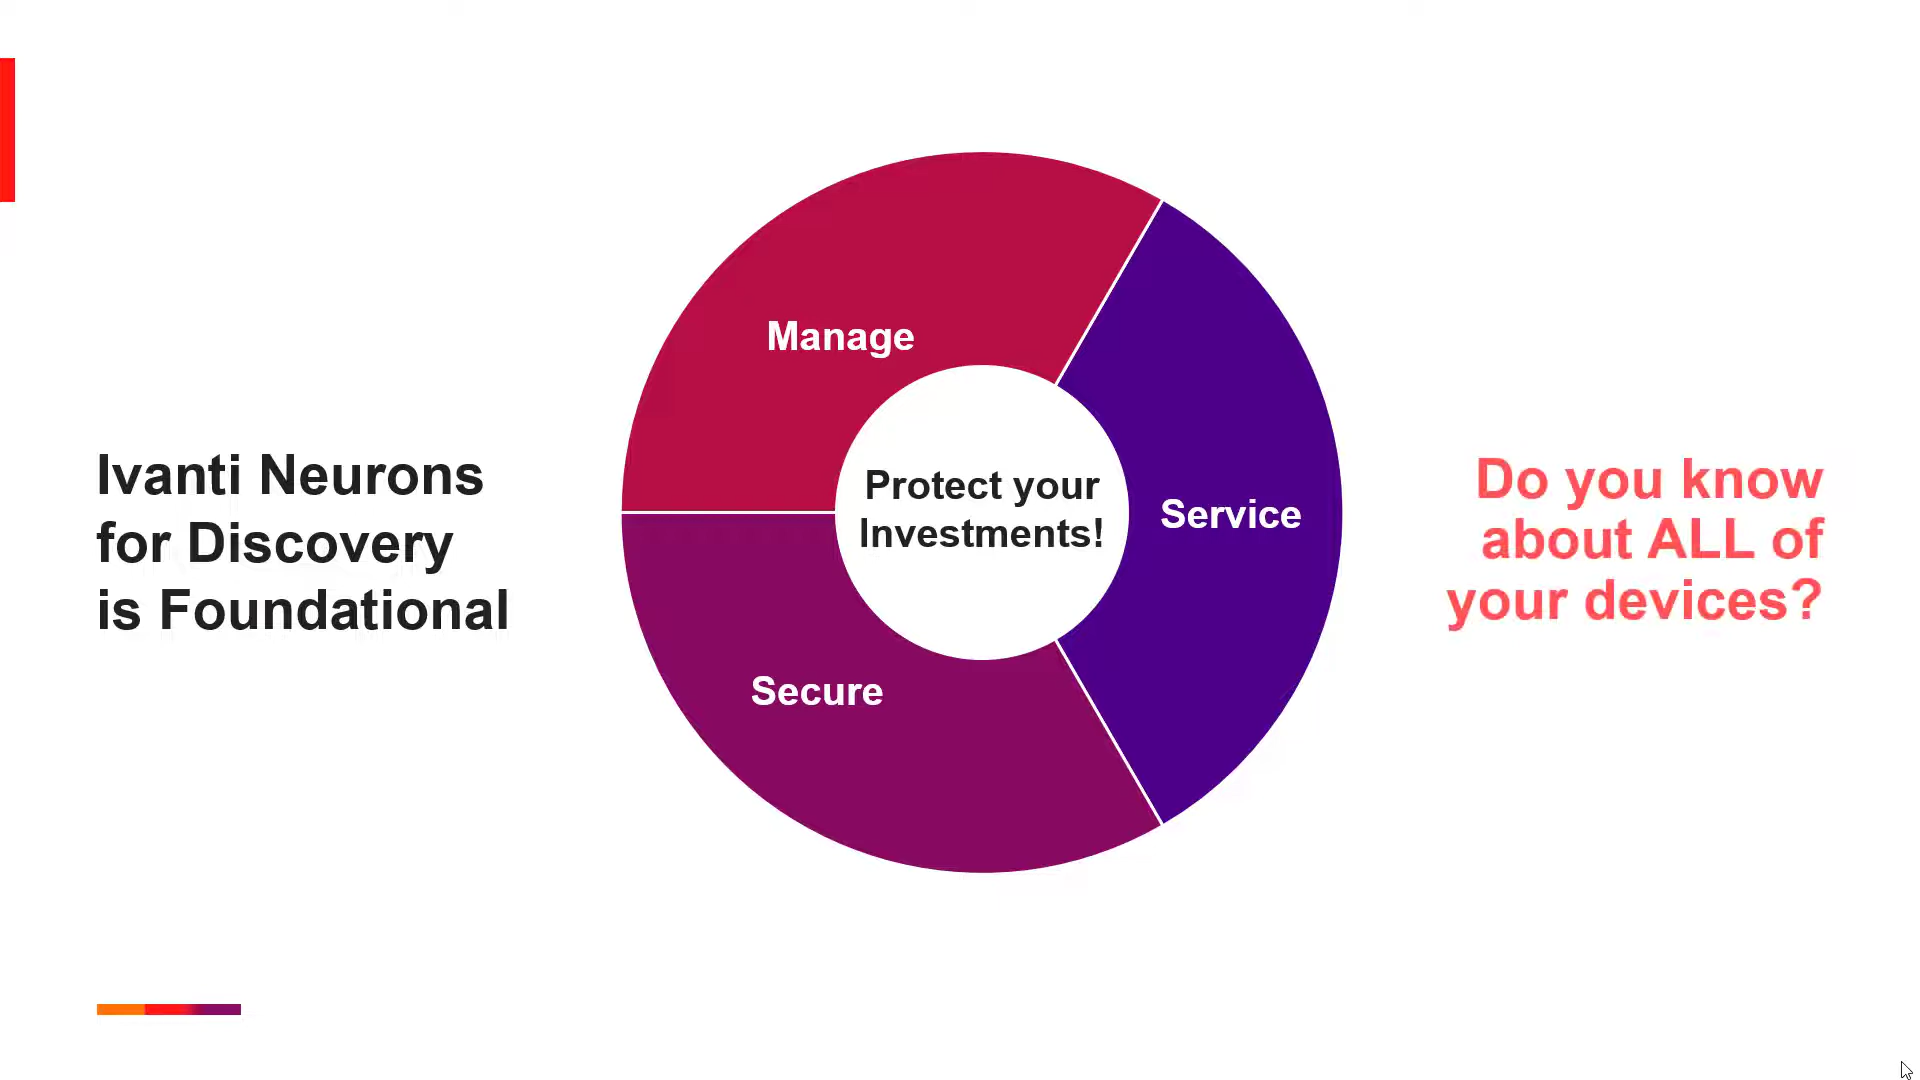 Ivanti Neurons
for Discovery
is Foundational
Manage
Protect your
Investments!
Service
Secure
Do you know
about ALL of
your devices?